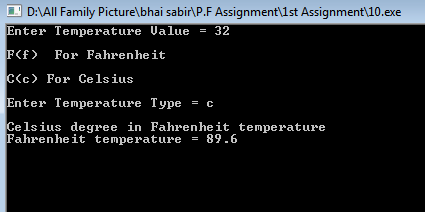 D:\All Family Picture\bhai sabir\P.F Assignment\1st Assignment\10.exe
Enter Temperature Value = 32
F(f)  For Fahrenheit
C(c) For Celsius
Enter Temperature Type = c
Celsius degree in Fahrenheit temperature
Fahrenheit temperature = 89.6